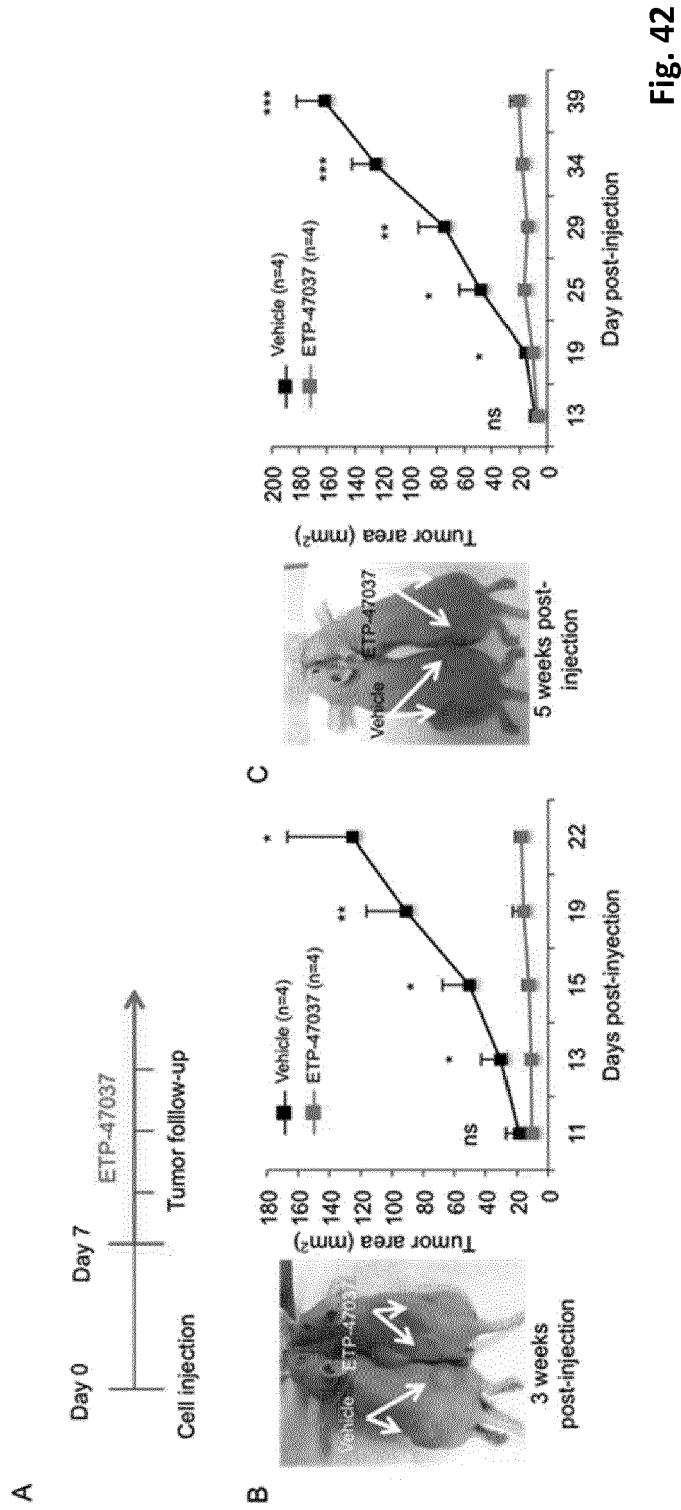 A
Day 0
Day 7
ETP-47037
Cell injection
Tumor folllow-up
B
Vehicle
ETP-47037
3 weeks
post-injection
Tumor area (mm²)
180
160
140
120
100
80
60
40
20
0
Vehicle (n=4)
ETP-47037 (n=4)
ns
*
*
**
*
11
13
15
19
22
Days post-inyection
C
Vehicle
ETP-47037
5 weeks post-
injection
Tumor area (mm²)
200
180
160
140
120
100
80
60
40
20
0
Vehicle (n=4)
ETP-47037 (n=4)
ns
*
*
**
***
***
13
19
25
29
34
39
Day post-injection
Fig. 42